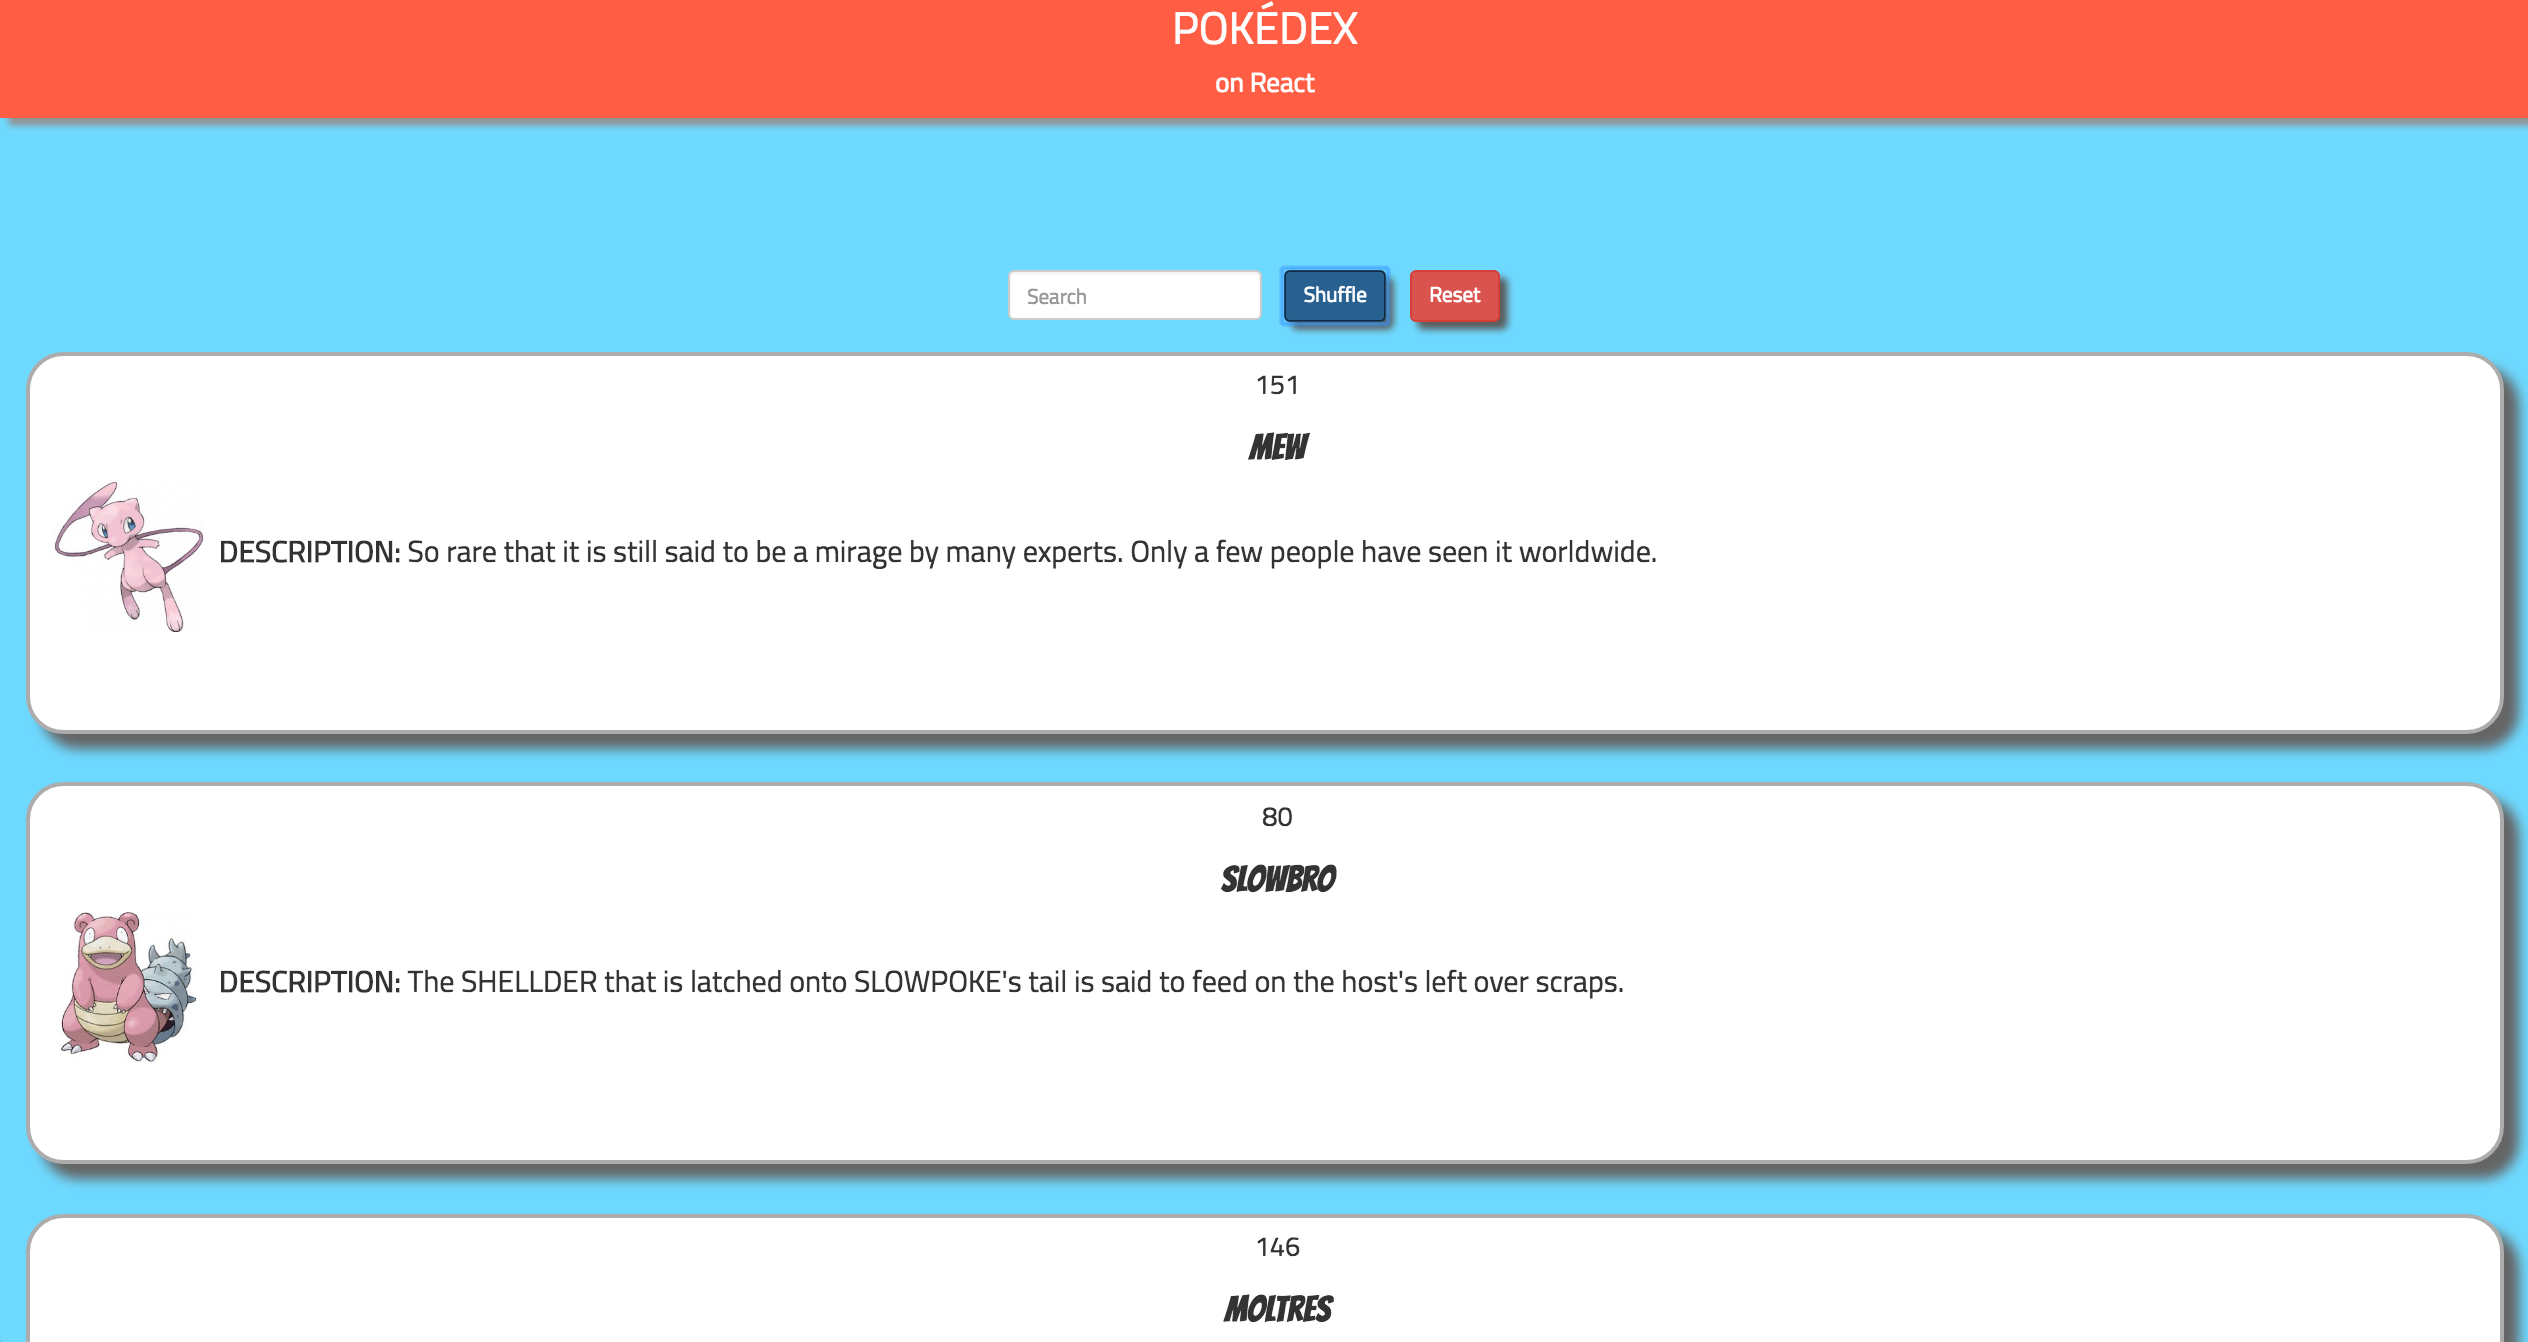 POKÉDEX
on React
Search
Shuffle
Reset
151
MEW
DESCRIPTION: So rare that it is still said to be a mirage by many experts. Only a few people have seen it worldwide.
80
SLOWBRO
DESCRIPTION: The SHELLDER that is latched onto SLOWPOKE's tail is said to feed on the host's left over scraps.
146
MOLTRES